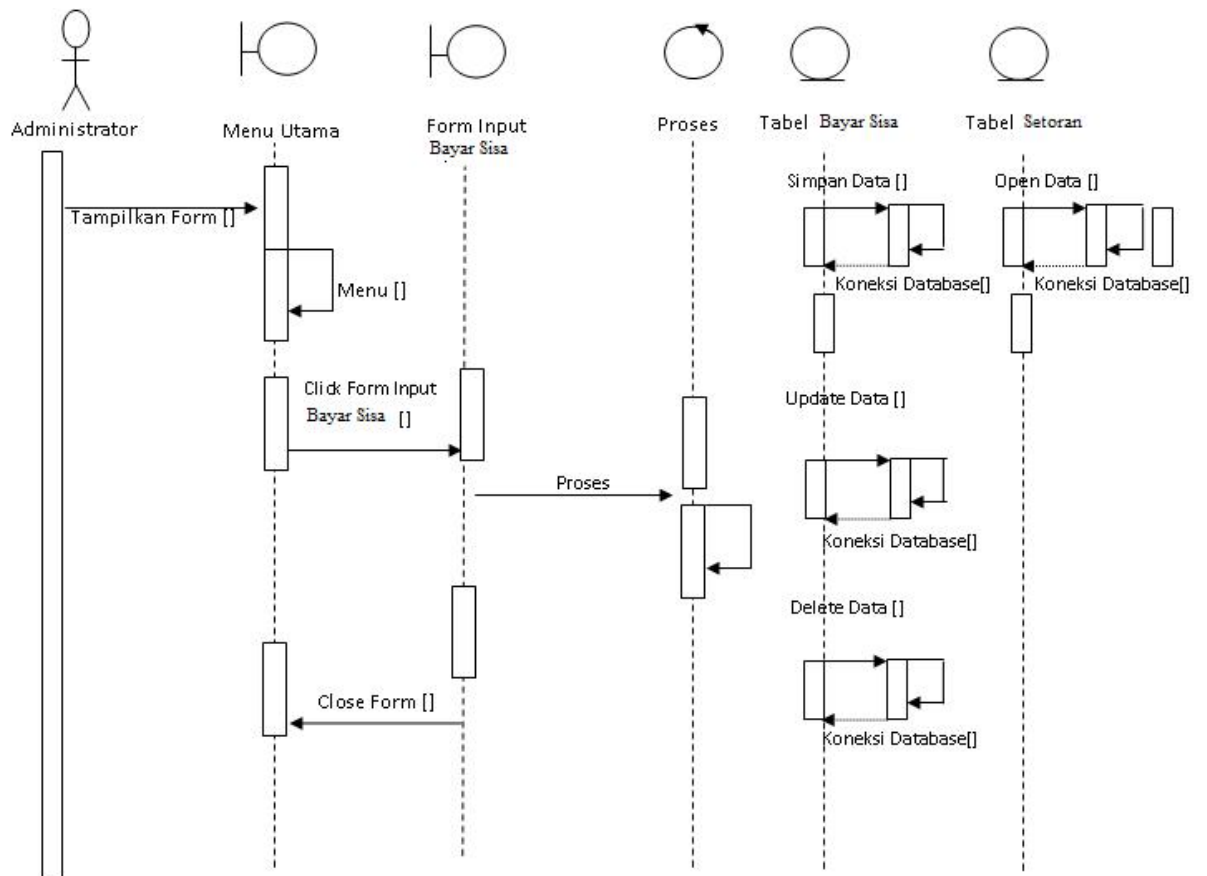 Administrator
Menu Utama
Form Input
Bayar Sisa
Proses
Tabel Bayar Sisa
Tabel Setoran
Simpan Data []
Open Data []
Tampilkan Form []
Koneksi Database[]
Koneksi Database[]
Menu []
Click Form Input
Bayar Sisa []
Update Data []
Proses
Koneksi Database[]
Delete Data []
Close Form []
Koneksi Database[]